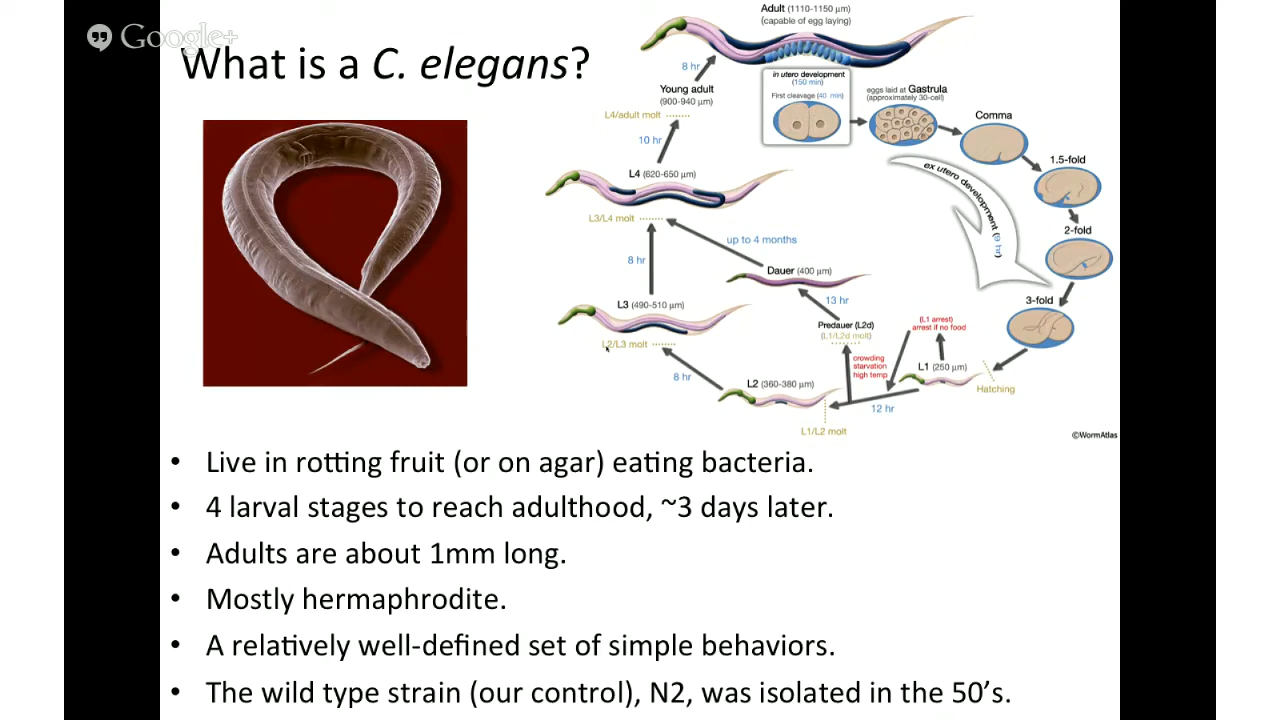 Google+
What is a C. elegans?
Adult (1110-1150 μm)
(capable of egg laying)
8 hr
Young adult
(900-940 μm)
L4/adult molt
10 hr
in utero development
(150 min)
First cleavage (40 min)
eggs laid at Gastrula
(approximately 30-cell)
Comma
1.5-fold
ex utero development (9 hr)
2-fold
3-fold
L4 (620-650 μm)
L3/L4 molt
up to 4 months
8 hr
Dauer (400 μm)
13 hr
L3 (490-510 μm)
Predauer (L2d)
(L1/L2d molt)
(L1 arrest)
arrest if no food
L2/L3 molt
crowding
starvation
high temp
L1 (250 μm)
Hatching
8 hr
L2 (360-380 μm)
12 hr
L1/L2 molt
©WormAtlas
• Live in rotting fruit (or on agar) eating bacteria.
• 4 larval stages to reach adulthood, ~3 days later.
• Adults are about 1mm long.
• Mostly hermaphrodite.
• A relatively well-defined set of simple behaviors.
• The wild type strain (our control), N2, was isolated in the 50's.